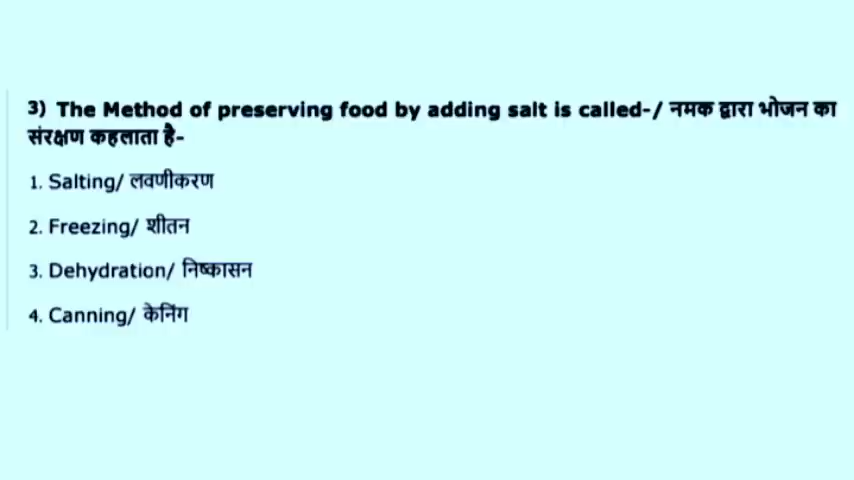 3) The Method of preserving food by adding salt is called-/ नमक द्वारा भोजन का
संरक्षण कहलाता है-
1. Salting/ लवणीकरण
2. Freezing/ शीतन
3. Dehydration/ निष्कासन
4. Canning/ केनिंग